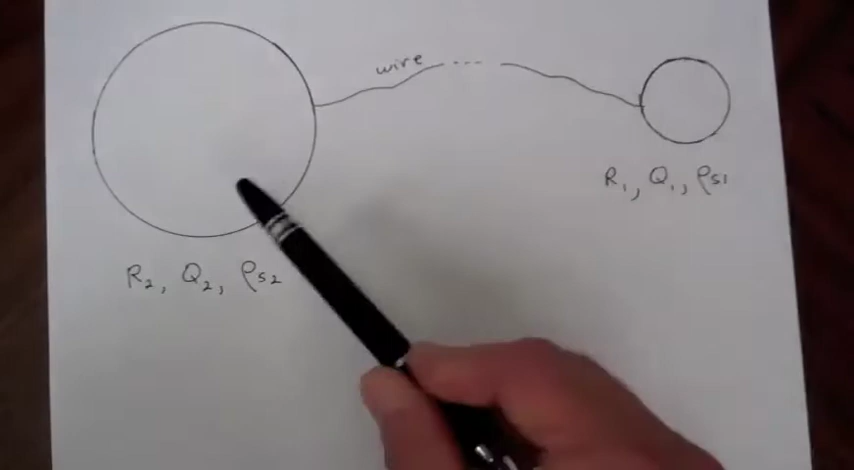 wire
R₁, Q₁, ρs₁
R₂, Q₂, ρs₂